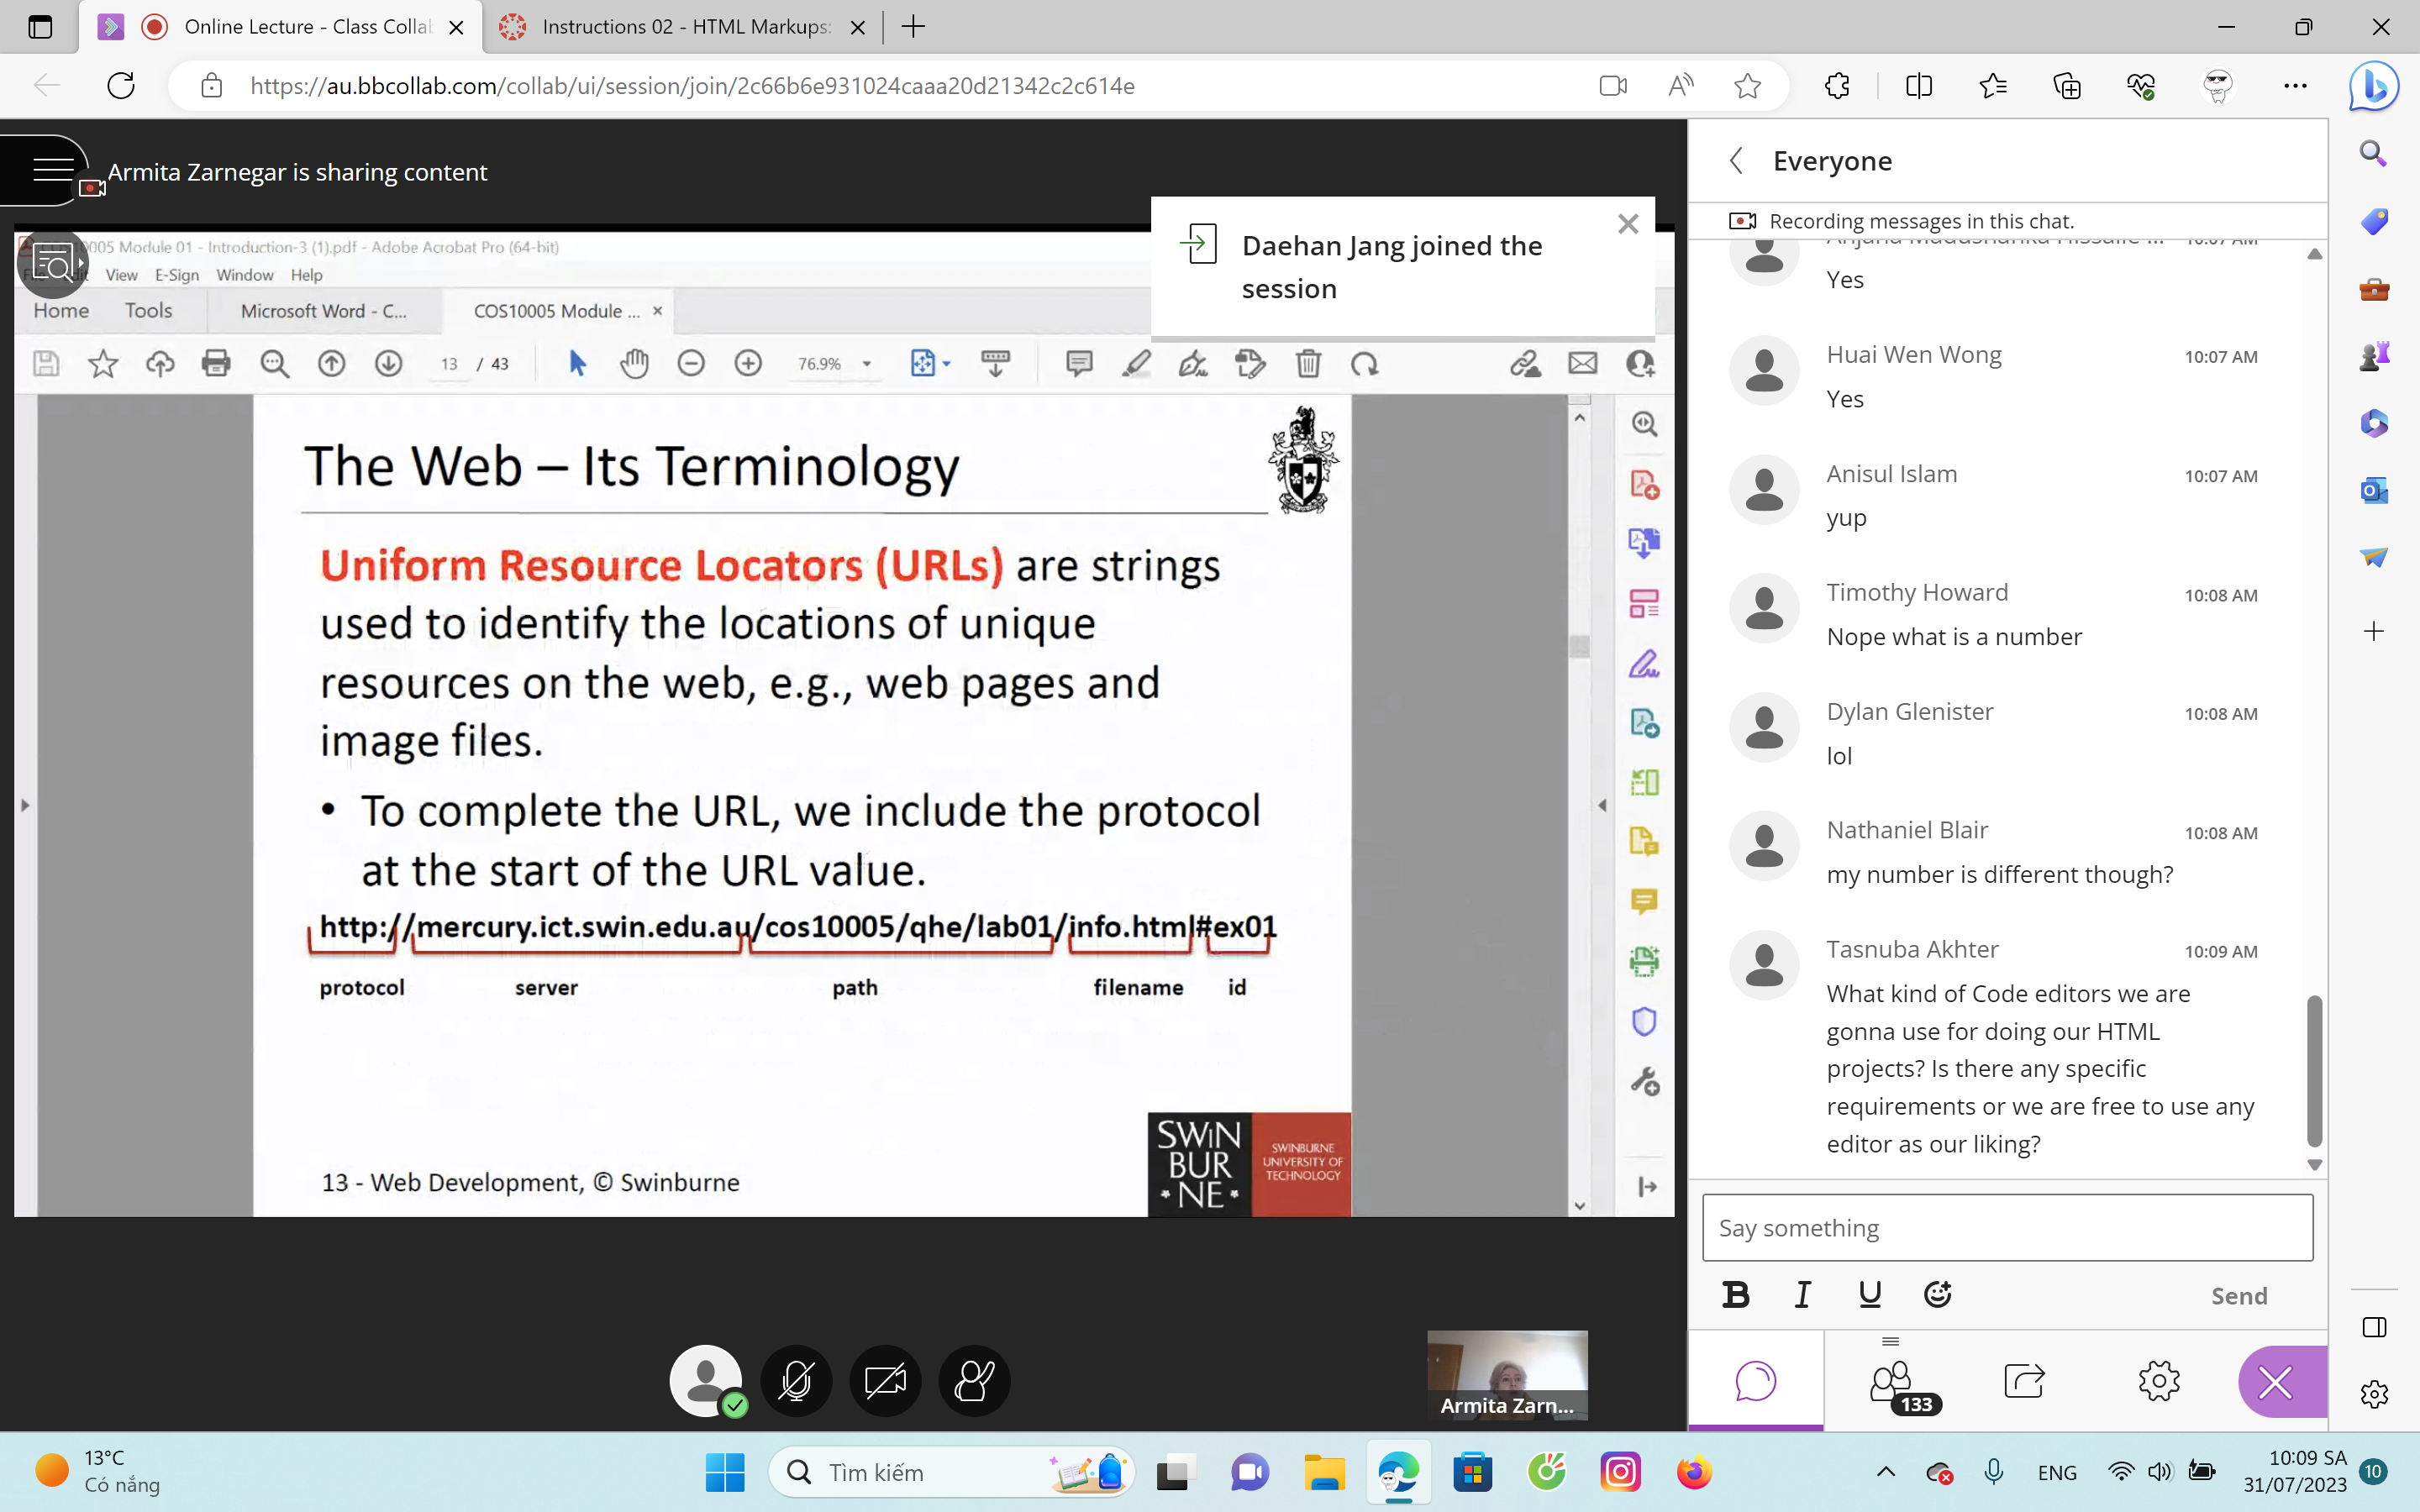 Online Lecture - Class Colla
Instructions 02 - HTML Markups:
https://au.bbcollab.com/collab/ui/session/join/2c66b6e931024caaa20d21342c2c614e
Armita Zarnegar is sharing content
Everyone
Recording messages in this chat.
Daehan Jang joined the
session
0005 Module 01 - Introduction-3 (1).pdf - Adobe Acrobat Pro (64-bit)
View E-Sign Window Help
Home Tools Microsoft Word - C... COS10005 Module ...
13 / 43 76.9%
The Web – Its Terminology
Uniform Resource Locators (URLs) are strings
used to identify the locations of unique
resources on the web, e.g., web pages and
image files.
• To complete the URL, we include the protocol
at the start of the URL value.
http://mercury.ict.swin.edu.au/cos10005/qhe/lab01/info.html#ex01
protocol server path filename id
13 - Web Development, © Swinburne
SWIN
BUR
NE
SWINBURNE
UNIVERSITY OF
TECHNOLOGY
10:07 AM
Yes
Huai Wen Wong 10:07 AM
Yes
Anisul Islam 10:07 AM
yup
Timothy Howard 10:08 AM
Nope what is a number
Dylan Glenister 10:08 AM
lol
Nathaniel Blair 10:08 AM
my number is different though?
Tasnuba Akhter 10:09 AM
What kind of Code editors we are
gonna use for doing our HTML
projects? Is there any specific
requirements or we are free to use any
editor as our liking?
Say something
B I U Send
133
Armita Zarn...
13°C
Có nắng
Tìm kiếm
ENG
10:09 SA
31/07/2023
10